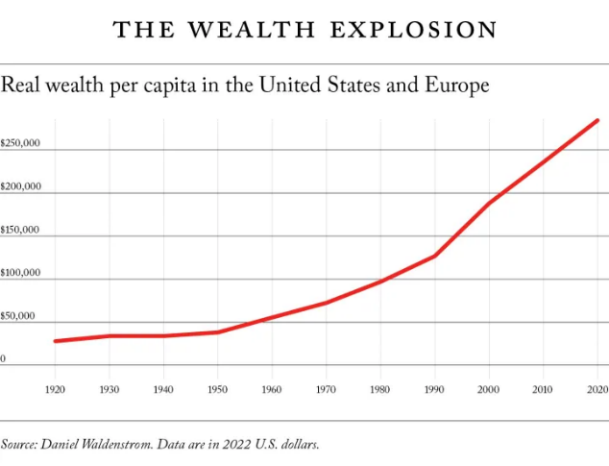 THE WEALTH EXPLOSION
Real wealth per capita in the United States and Europe
$250,000
$200,000
$150,000
$100,000
$50,000
0
1920 1930 1940 1950 1960 1970 1980 1990 2000 2010 2020
Source: Daniel Waldenstrom. Data are in 2022 U.S. dollars.